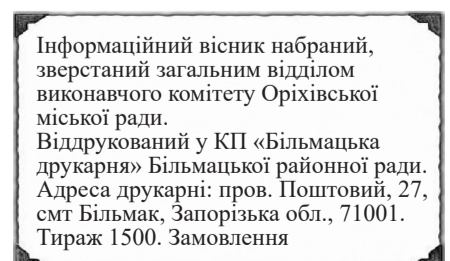 Інформаційний вісник набраний,
зверстаний загальним відділом
виконавчого комітету Оріхівської
міської ради.
Віддрукований у КП «Більмацька
друкарня» Більмацької районної ради.
Адреса друкарні: пров. Поштовий, 27,
смт Більмак, Запорізька обл., 71001.
Тираж 1500. Замовлення